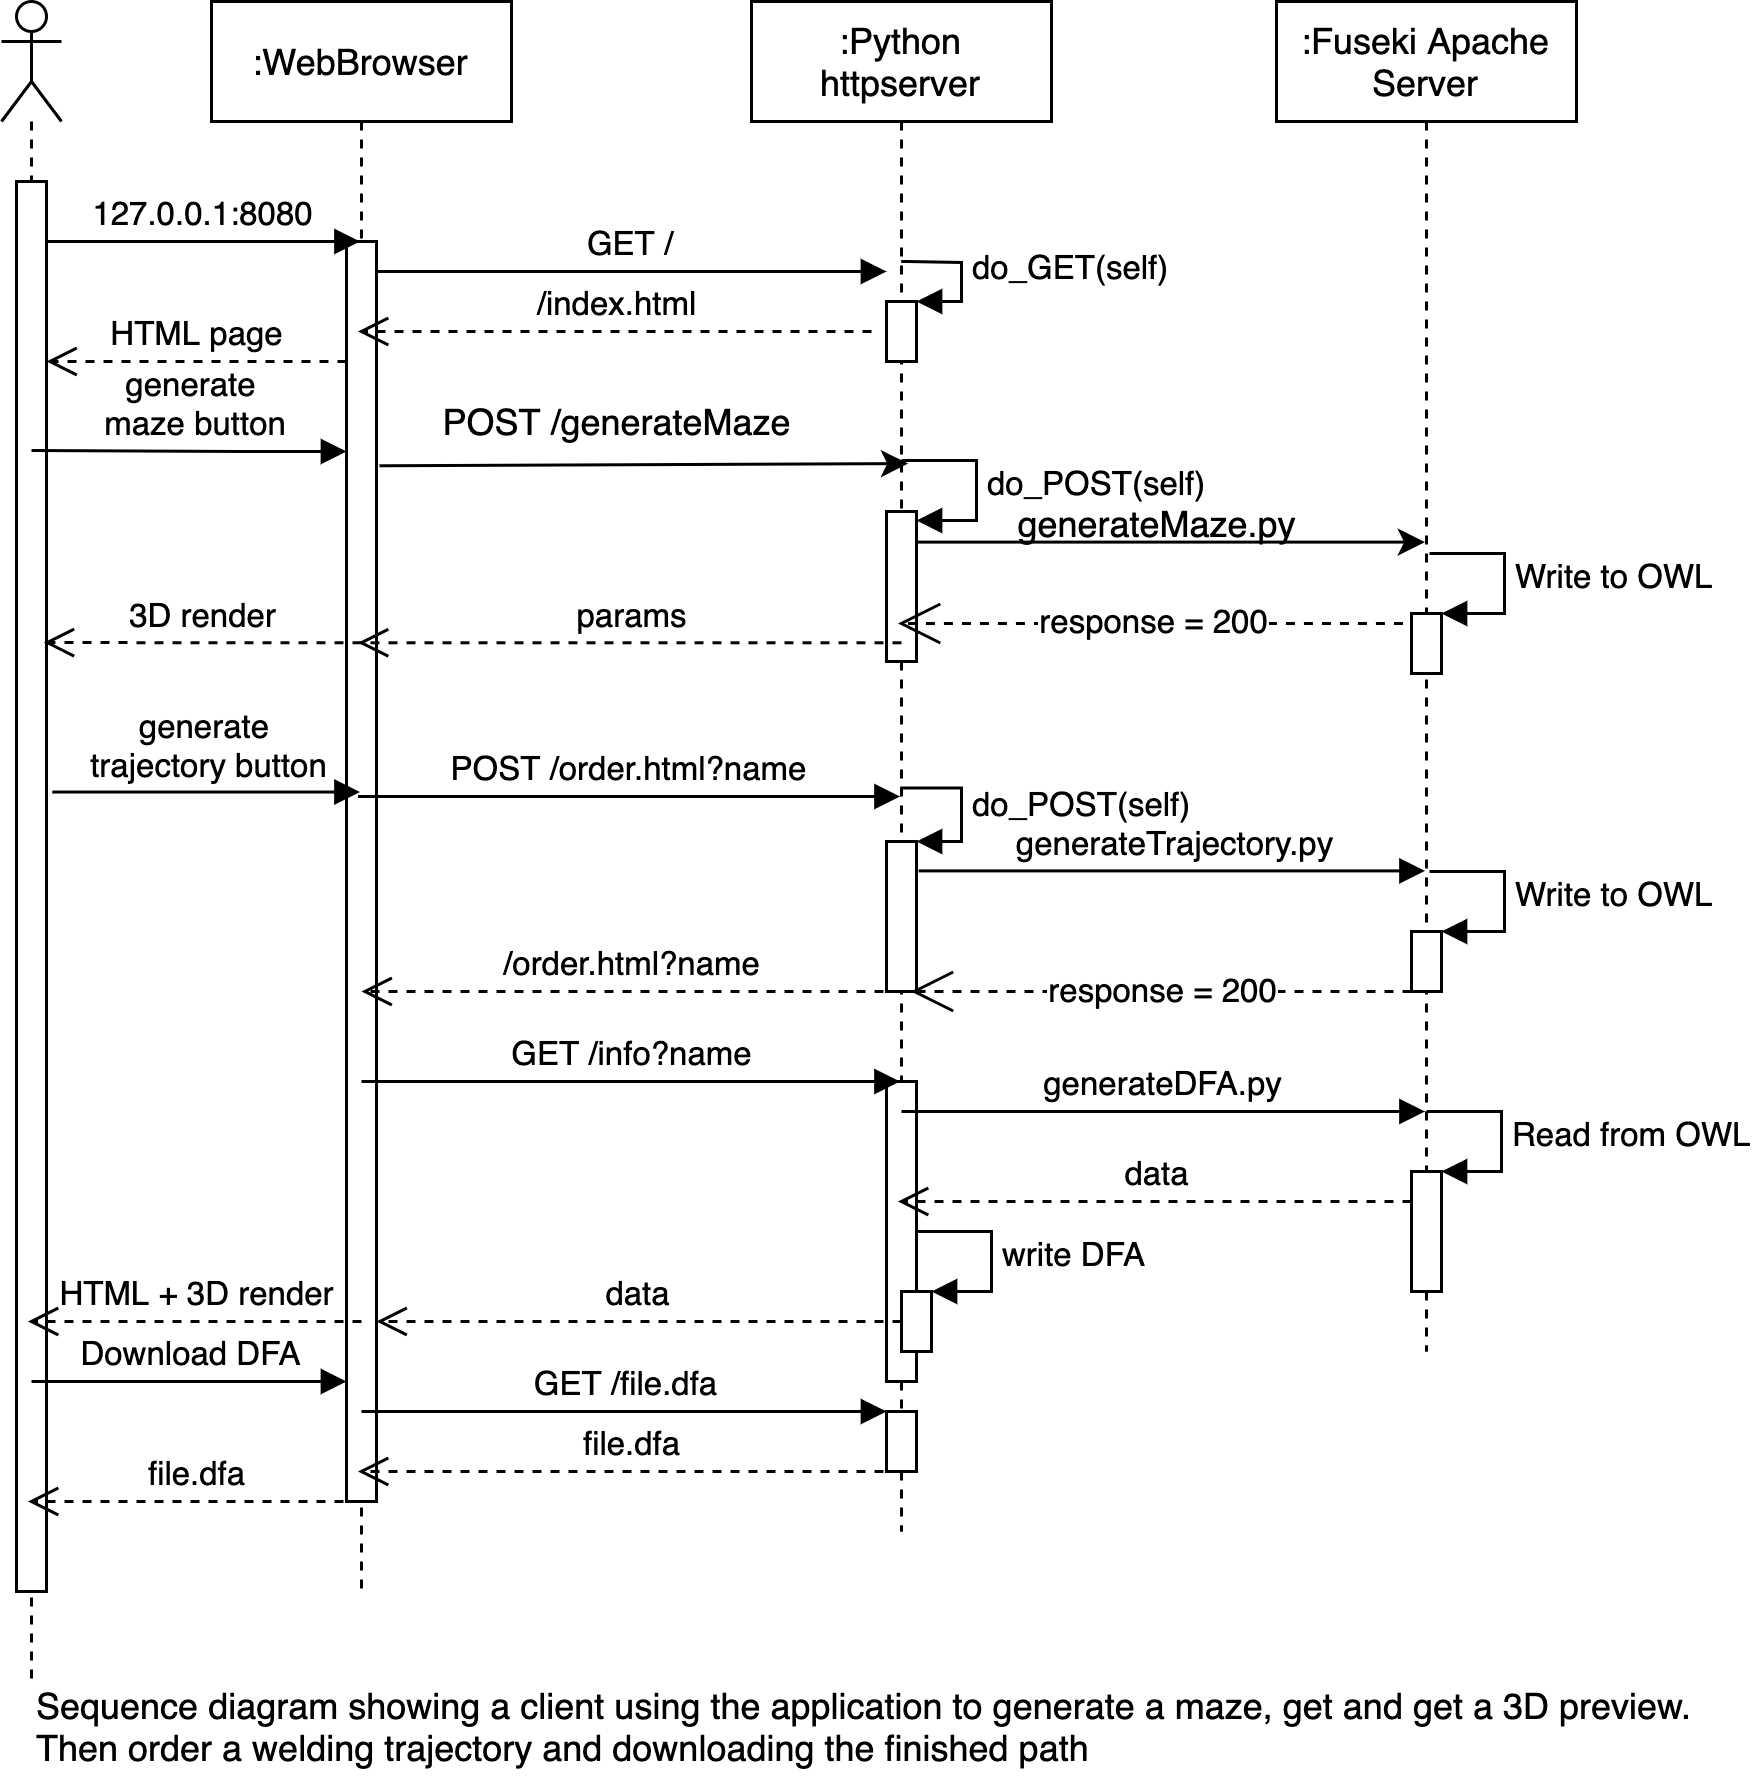 :WebBrowser
:Python
httpserver
:Fuseki Apache
Server
127.0.0.1:8080
GET /
do_GET(self)
/index.html
HTML page
generate
maze button
POST /generateMaze
do_POST(self)
generateMaze.py
Write to OWL
3D render
params
response = 200
generate
trajectory button
POST /order.html?name
do_POST(self)
generateTrajectory.py
Write to OWL
/order.html?name
response = 200
GET /info?name
generateDFA.py
Read from OWL
data
write DFA
HTML + 3D render
data
Download DFA
GET /file.dfa
file.dfa
file.dfa
Sequence diagram showing a client using the application to generate a maze, get and get a 3D preview.
Then order a welding trajectory and downloading the finished path